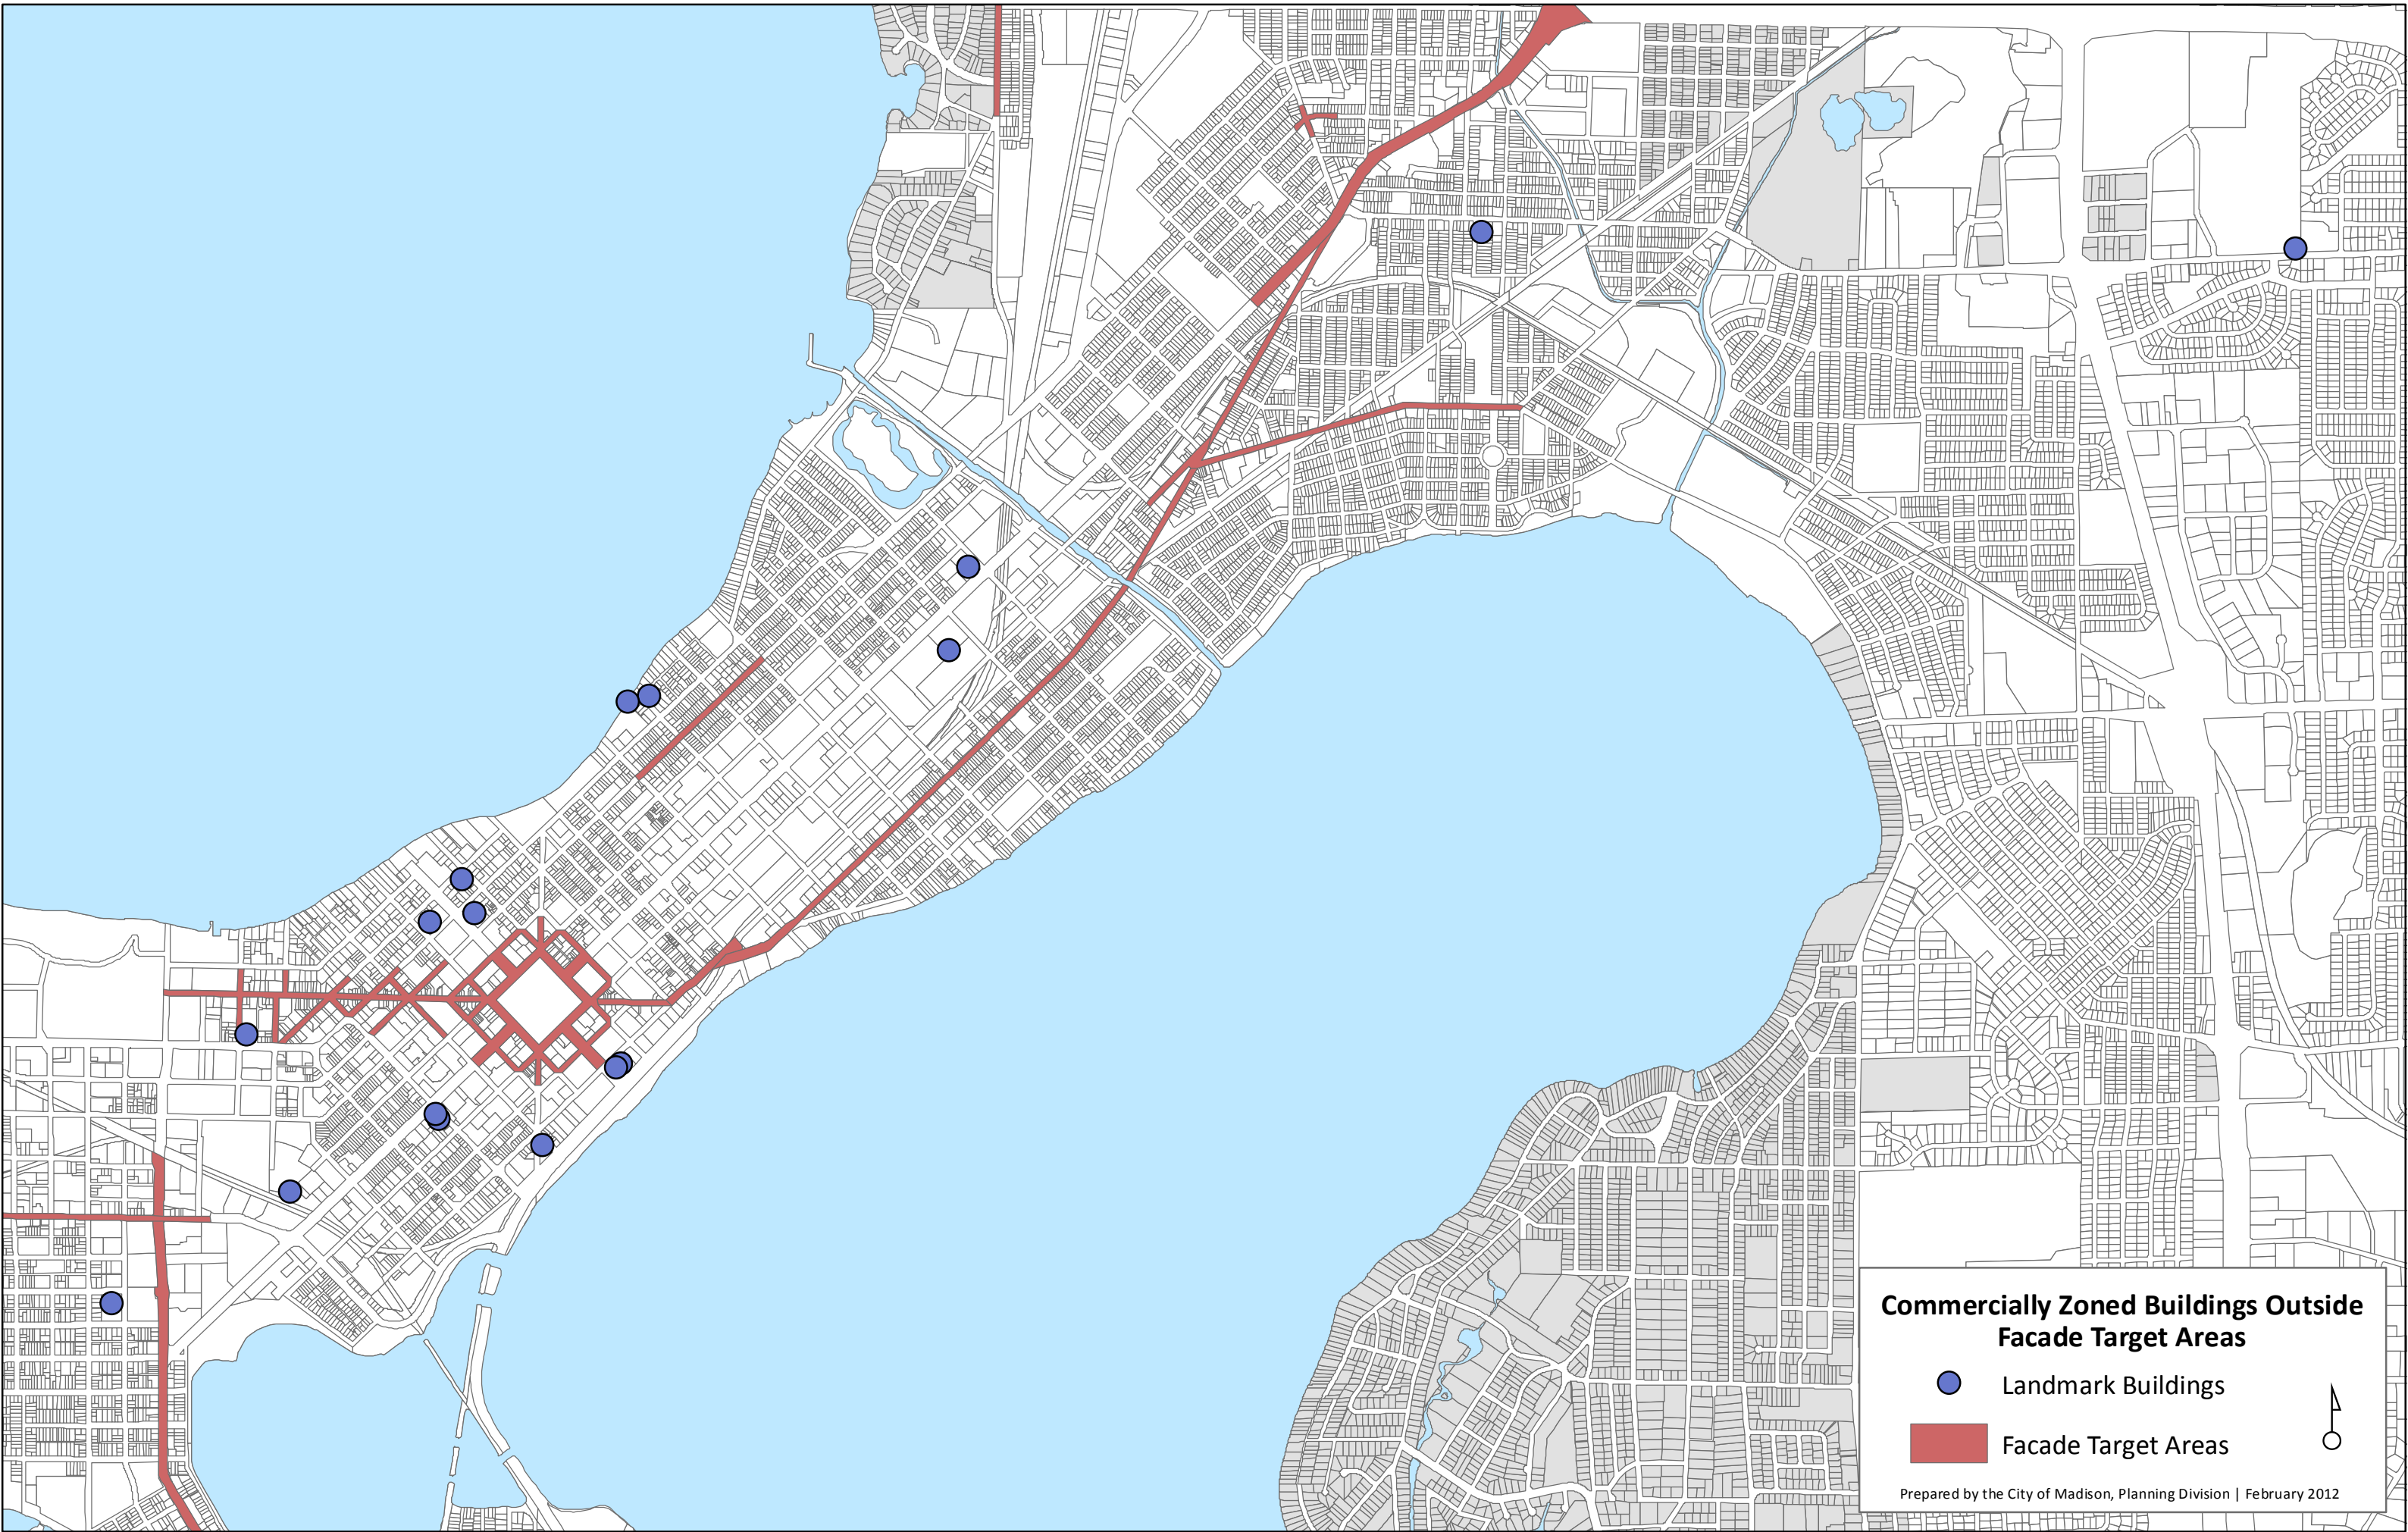 Commercially Zoned Buildings Outside
Facade Target Areas
Landmark Buildings
Facade Target Areas
Prepared by the City of Madison, Planning Division | February 2012